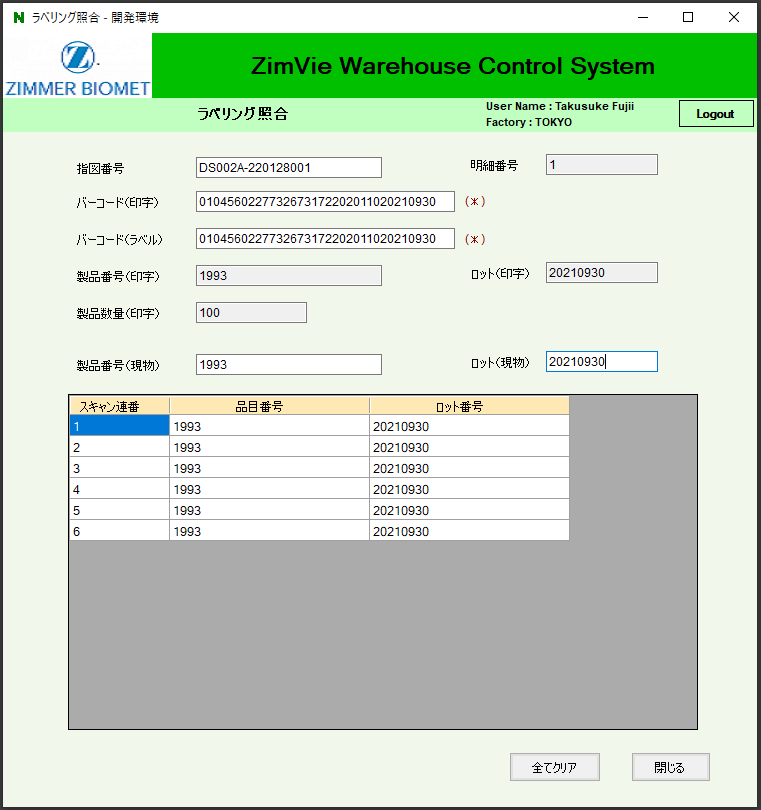 ラベリング照合 - 開発環境
ZIMMER BIOMET
ZimVie Warehouse Control System
ラベリング照合
User Name : Takusuke Fujii
Factory : TOKYO
Logout
指図番号 DS002A-220128001 明細番号 1
バーコード(印字) 01045602277326731722020110202​10930 (*)
バーコード(ラベル) 0104560227732673172202011020210930 (*)
製品番号(印字) 1993 ロット(印字) 20210930
製品数量(印字) 100
製品番号(現物) 1993 ロット(現物) 20210930
スキャン連番 品目番号 ロット番号
1 1993 20210930
2 1993 20210930
3 1993 20210930
4 1993 20210930
5 1993 20210930
6 1993 20210930
全てクリア 閉じる